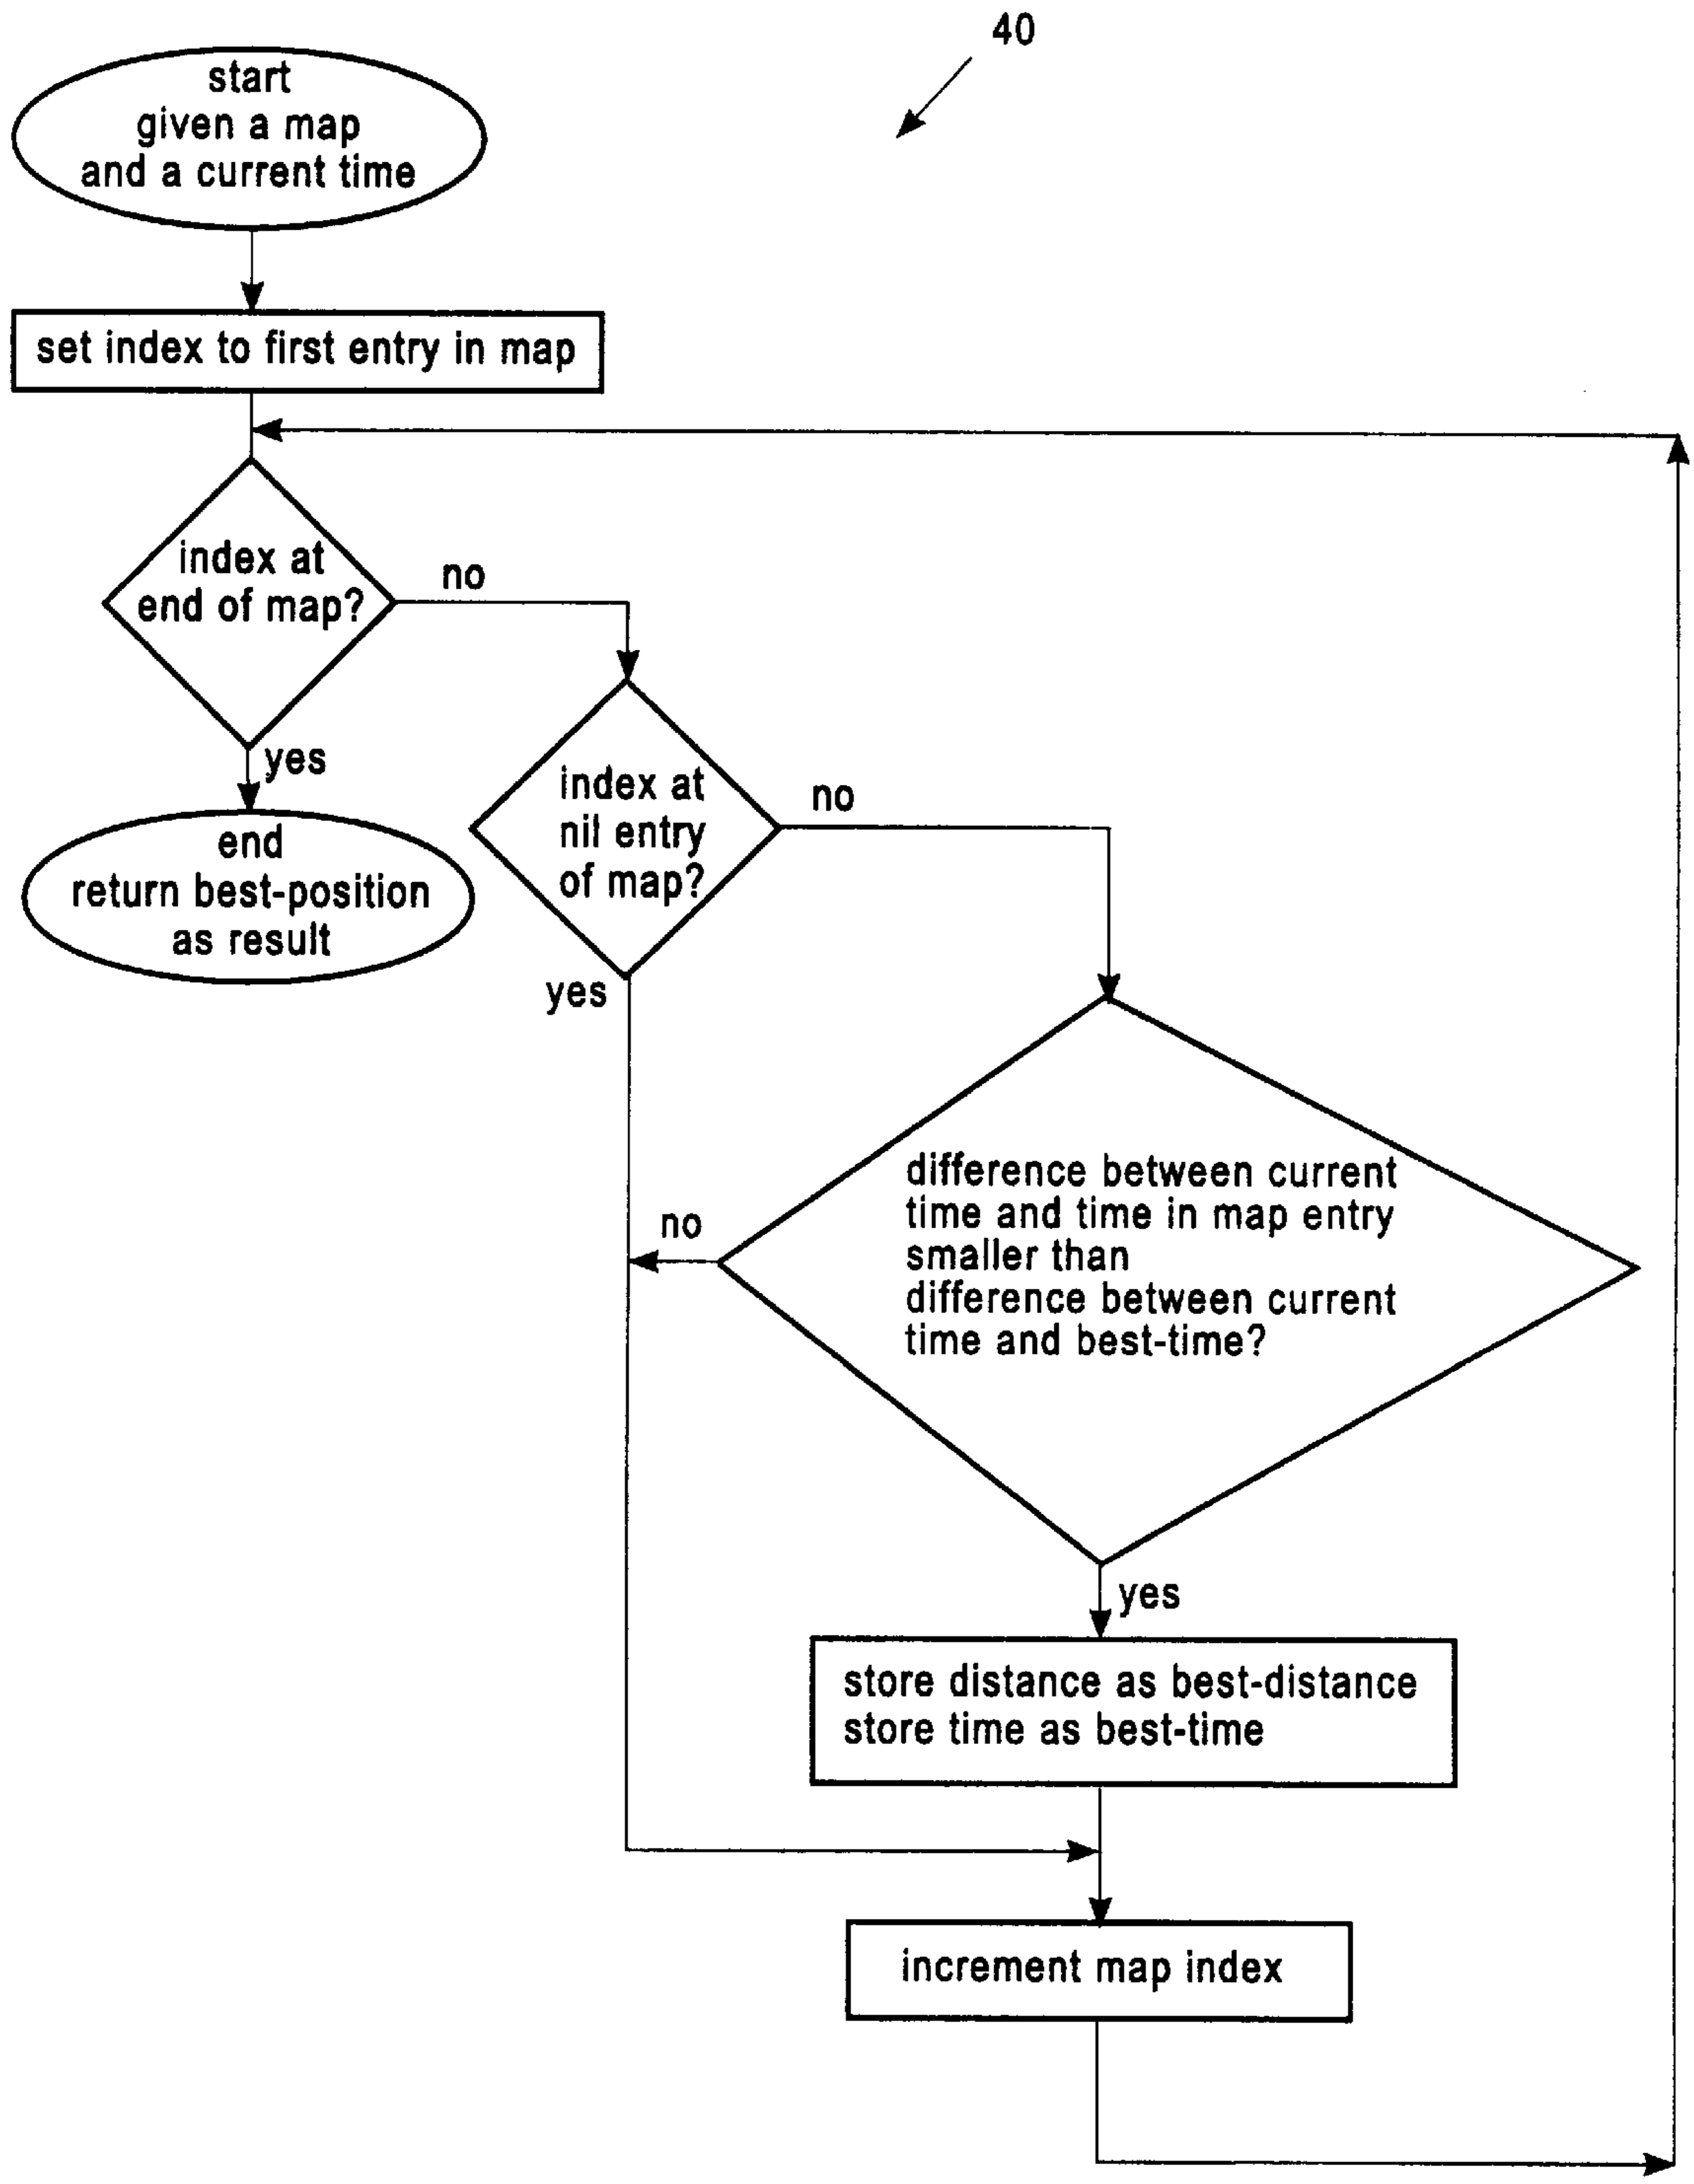 40
start
given a map
and a current time
set index to first entry in map
index at
end of map?
no
yes
end
return best-position
as result
index at
nil entry
of map?
no
yes
difference between current
time and time in map entry
smaller than
difference between current
time and best-time?
no
yes
store distance as best-distance
store time as best-time
increment map index